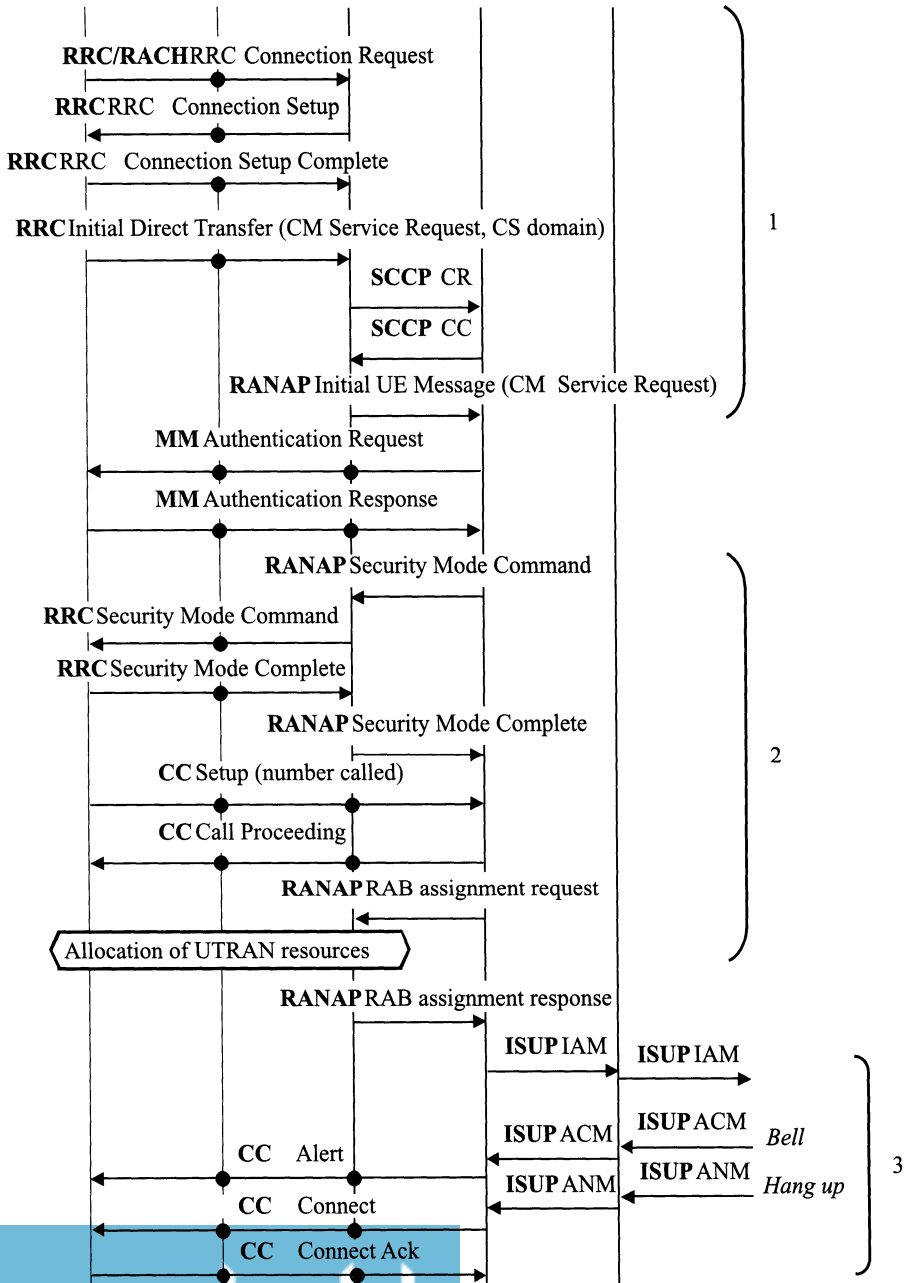 RRC/RACH RRC Connection Request
RRC RRC Connection Setup
RRC RRC Connection Setup Complete
RRC Initial Direct Transfer (CM Service Request, CS domain)
1
SCCP CR
SCCP CC
RANAP Initial UE Message (CM Service Request)
MM Authentication Request
MM Authentication Response
RANAP Security Mode Command
RRC Security Mode Command
RRC Security Mode Complete
RANAP Security Mode Complete
2
CC Setup (number called)
CC Call Proceeding
RANAP RAB assignment request
Allocation of UTRAN resources
RANAP RAB assignment response
ISUP IAM
ISUP IAM
ISUP ACM
Bell
ISUP ACM
CC Alert
3
ISUP ANM
Hang up
ISUP ANM
CC Connect
CC Connect Ack